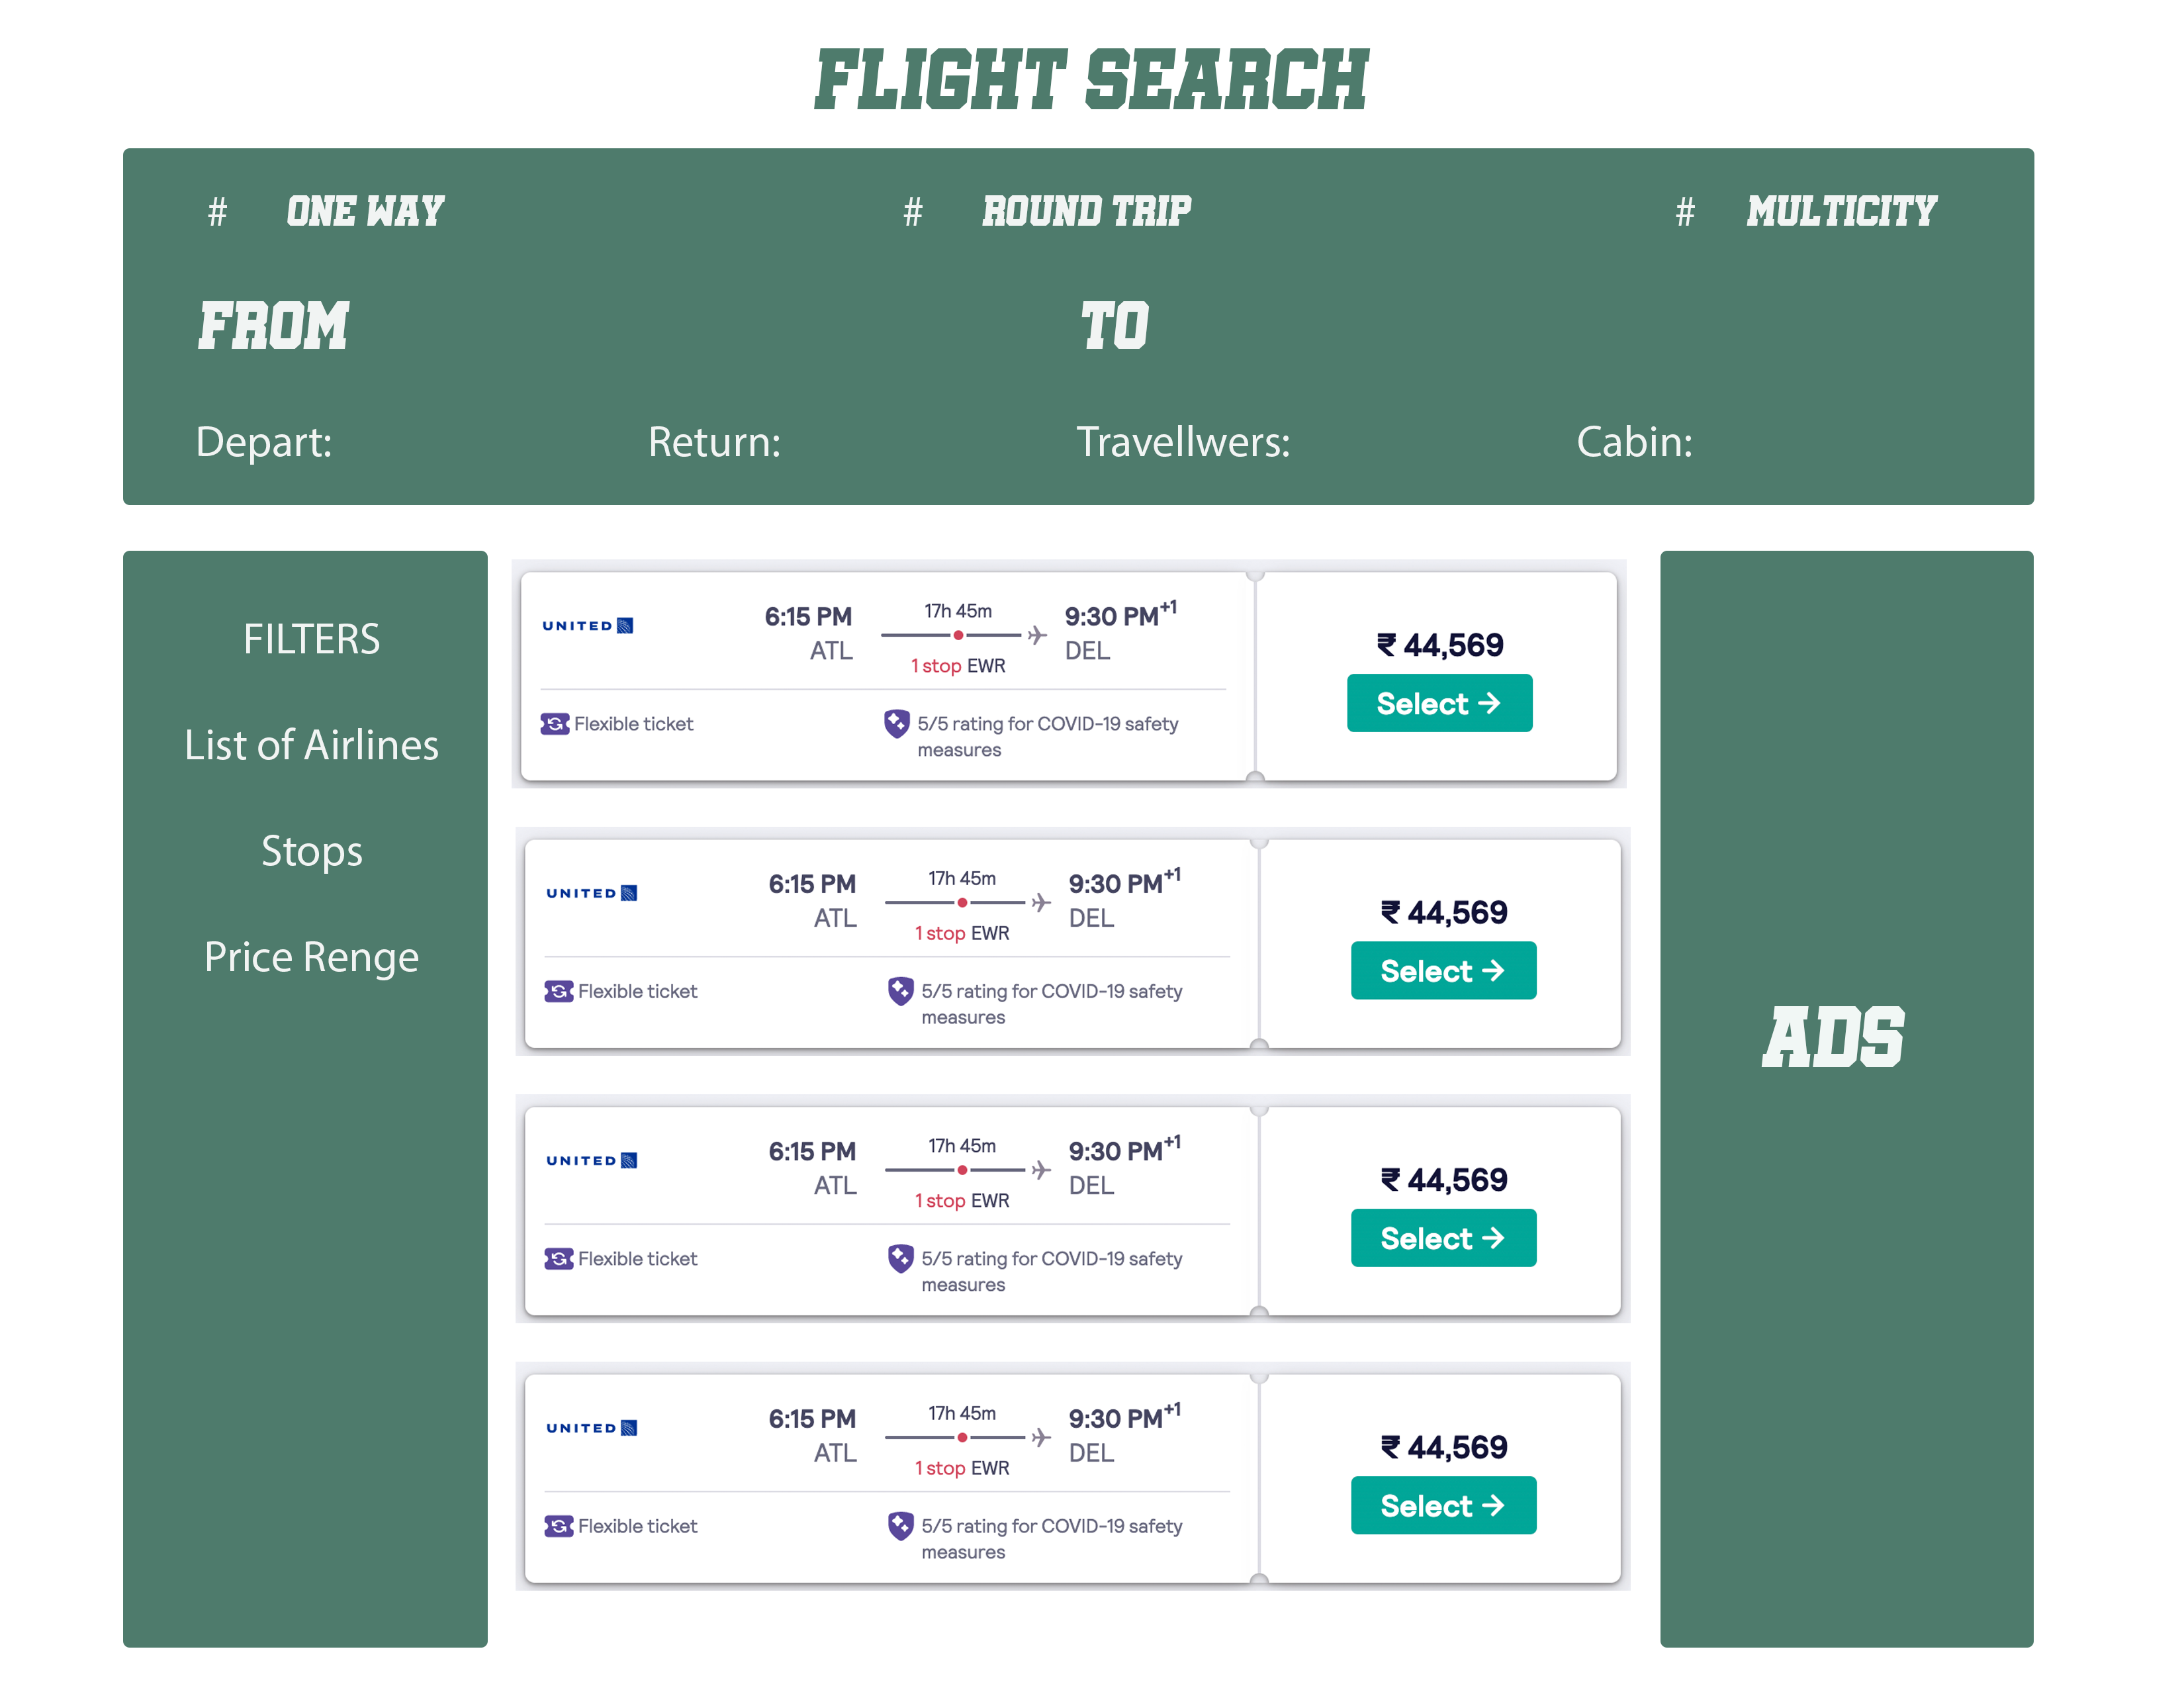 FLIGHT SEARCH
# ONE WAY # ROUND TRIP # MULTICITY
FROM TO
Depart: Return: Travellwers: Cabin:
FILTERS
List of Airlines
Stops
Price Renge
UNITED 6:15 PM 17h 45m 9:30 PM+1
ATL 1 stop EWR DEL
₹ 44,569
Select →
Flexible ticket 5/5 rating for COVID-19 safety
measures
UNITED 6:15 PM 17h 45m 9:30 PM+1
ATL 1 stop EWR DEL
₹ 44,569
Select →
Flexible ticket 5/5 rating for COVID-19 safety
measures
UNITED 6:15 PM 17h 45m 9:30 PM+1
ATL 1 stop EWR DEL
₹ 44,569
Select →
Flexible ticket 5/5 rating for COVID-19 safety
measures
UNITED 6:15 PM 17h 45m 9:30 PM+1
ATL 1 stop EWR DEL
₹ 44,569
Select →
Flexible ticket 5/5 rating for COVID-19 safety
measures
ADS